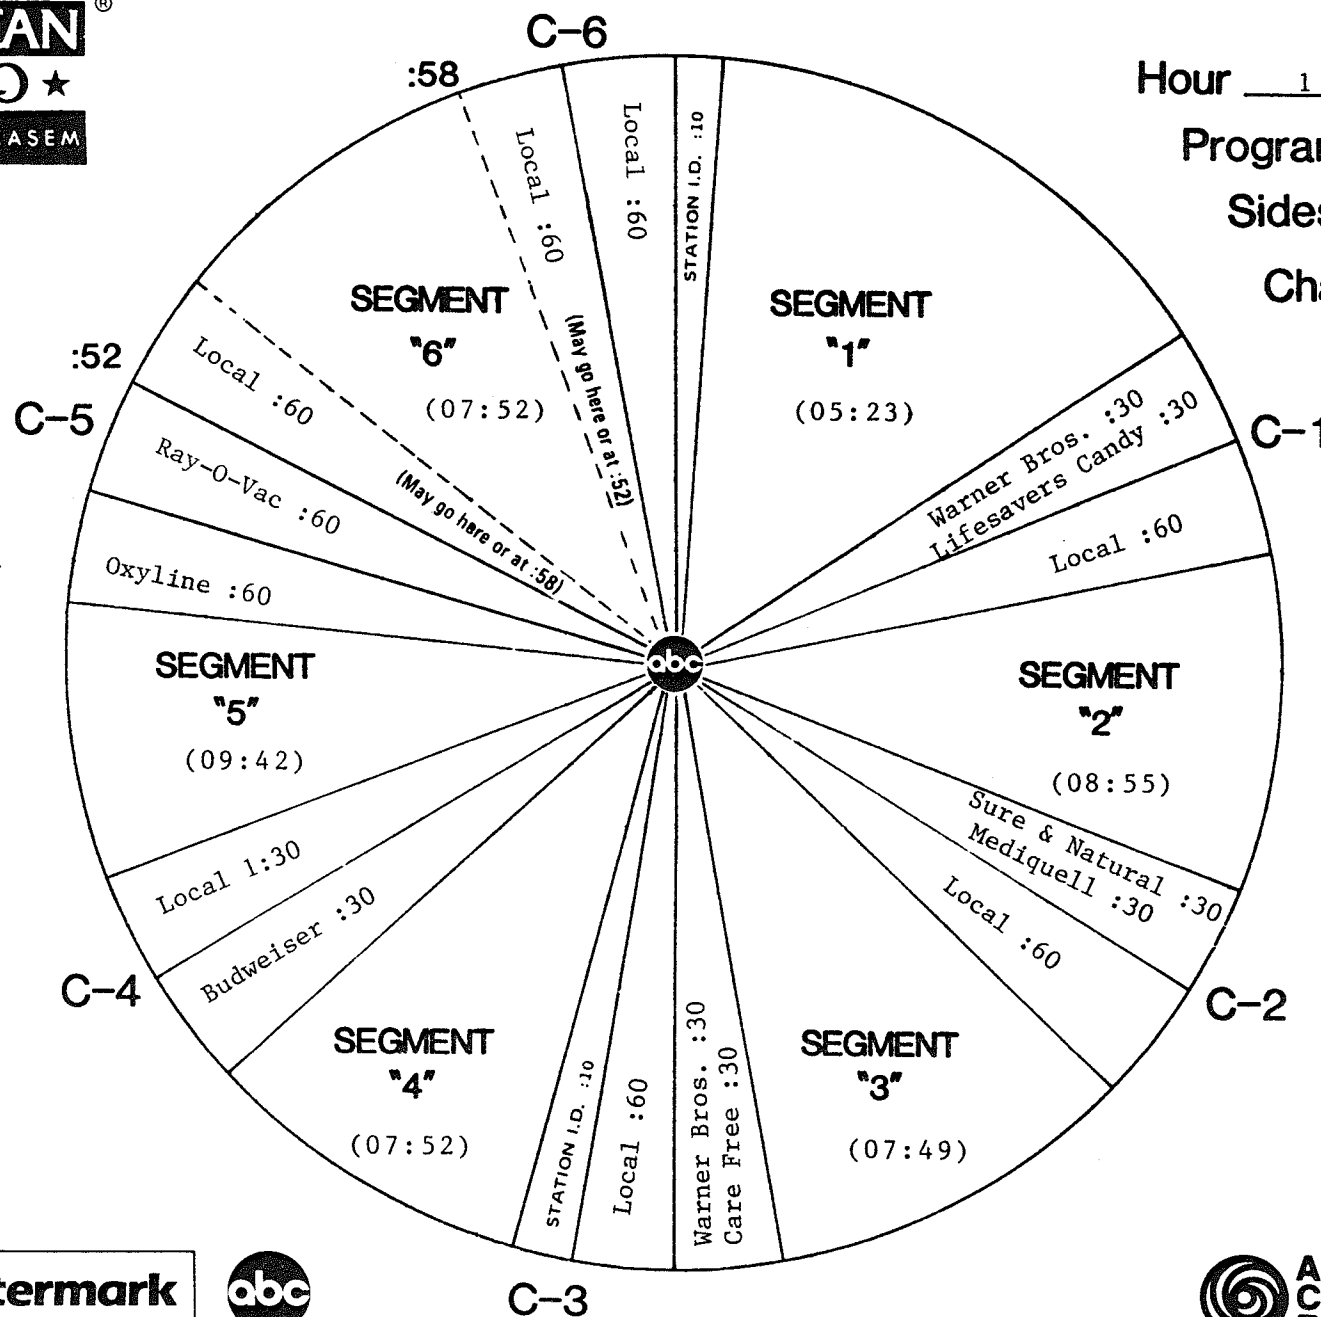 ®
C-6
:58
ASEM
Hour 1
Local :60
Local :60
(May go here or at :52)
STATION I.D. :10
SEGMENT
"1"
(05:23)
Warner Bros. :30
Lifesavers Candy :30
C-1
Local :60
SEGMENT
"2"
(08:55)
Sure & Natural :30
Mediquell :30
C-2
Local :60
SEGMENT
"3"
(07:49)
Warner Bros. :30
Care Free :30
C-3
Local :60
STATION I.D. :10
SEGMENT
"4"
(07:52)
Budweiser :30
C-4
Local 1:30
SEGMENT
"5"
(09:42)
Oxyline :60
Ray-O-Vac :60
C-5
:52
Local :60
(May go here or at :58)
SEGMENT
"6"
(07:52)
abc
termark
abc